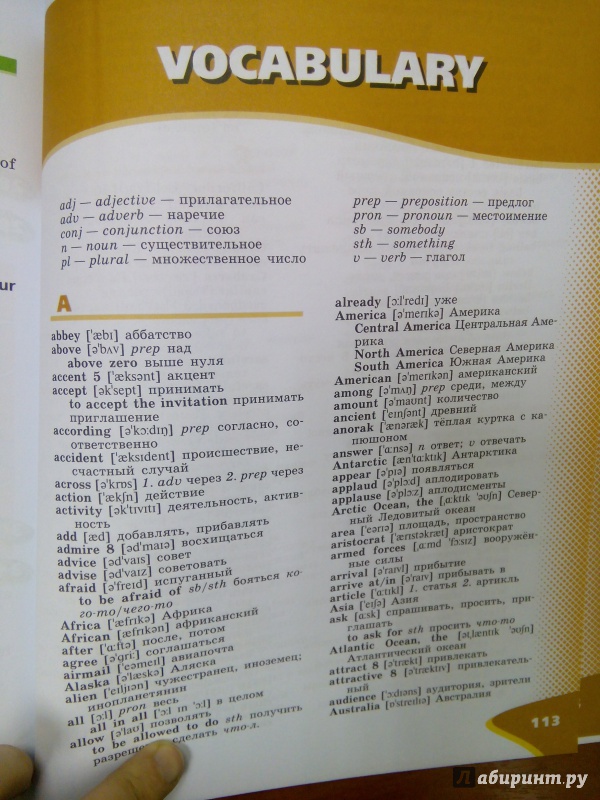 of
ur
VOCABULARY
adj — adjective — прилагательное
adv — adverb — наречие
conj — conjunction — союз
n — noun — существительное
pl — plural — множественное число
prep — preposition — предлог
pron — pronoun — местоимение
sb — somebody
sth — something
v — verb — глагол
A
abbey ['æbɪ] аббатство
above [ə'bʌv] prep над
above zero выше нуля
accent 5 ['æksənt] акцент
accept [ək'sept] принимать
to accept the invitation принимать
приглашение
according [ə'kɔ:dɪŋ] prep согласно, со-
ответственно
accident ['æksɪdənt] происшествие, не-
счастный случай
across [ə'krɒs] 1. adv через 2. prep через
action ['ækʃn] действие
activity [ək'tɪvɪtɪ] деятельность, актив-
ность
add [æd] добавлять, прибавлять
admire 8 [əd'maɪə] восхищаться
advice [əd'vaɪs] совет
advise [əd'vaɪz] советовать
afraid [ə'freɪd] испуганный
to be afraid of sb/sth бояться ко-
го-то/чего-то
Africa ['æfrɪkə] Африка
African ['æfrɪkən] африканский
after ['ɑ:ftə] после, потом
agree [ə'gri:] соглашаться
airmail ['eəmeɪl] авиапочта
Alaska [ə'læskə] Аляска
alien ['eɪljən] чужестранец, иноземец;
инопланетянин
all [ɔ:l] pron весь
all in all ['ɔ:l ɪn 'ɔ:l] в целом
allow [ə'laʊ] позволять
to be allowed to do sth получить
разрешение сделать что-л.
already [ɔ:l'redɪ] уже
America [ə'merɪkə] Америка
Central America Центральная Аме-
рика
North America Северная Америка
South America Южная Америка
American [ə'merɪkən] американский
among [ə'mʌŋ] prep среди, между
amount [ə'maʊnt] количество
ancient ['eɪnʃənt] древний
anorak ['ænəræk] тёплая куртка с ка-
пюшоном
answer ['ɑ:nsə] n ответ; v отвечать
Antarctic [æn'tɑ:ktɪk] Антарктика
appear [ə'pɪə] появляться
applaud [ə'plɔ:d] аплодировать
applause [ə'plɔ:z] аплодисменты
Arctic Ocean, the [,ɑ:ktɪk 'əʊʃn] Север-
ный Ледовитый океан
area ['eərɪə] площадь, пространство
aristocrat ['ærɪstəkræt] аристократ
armed forces [,ɑ:md 'fɔ:sɪz] вооружён-
ные силы
arrival [ə'raɪvl] прибытие
arrive at/in [ə'raɪv] прибывать в
article ['ɑ:tɪkl] 1. статья 2. артикль
Asia ['eɪʃə] Азия
ask [ɑ:sk] спрашивать, просить, при-
глашать
to ask for sth просить что-то
Atlantic Ocean, the [ət,læntɪk 'əʊʃn]
Атлантический океан
attract 8 [ə'trækt] привлекать
attractive 8 [ə'træktɪv] привлекатель-
ный
audience ['ɔ:dɪəns] аудитория, зрители
Australia [ɒ'streɪlɪə] Австралия
113
Лабиринт.ру